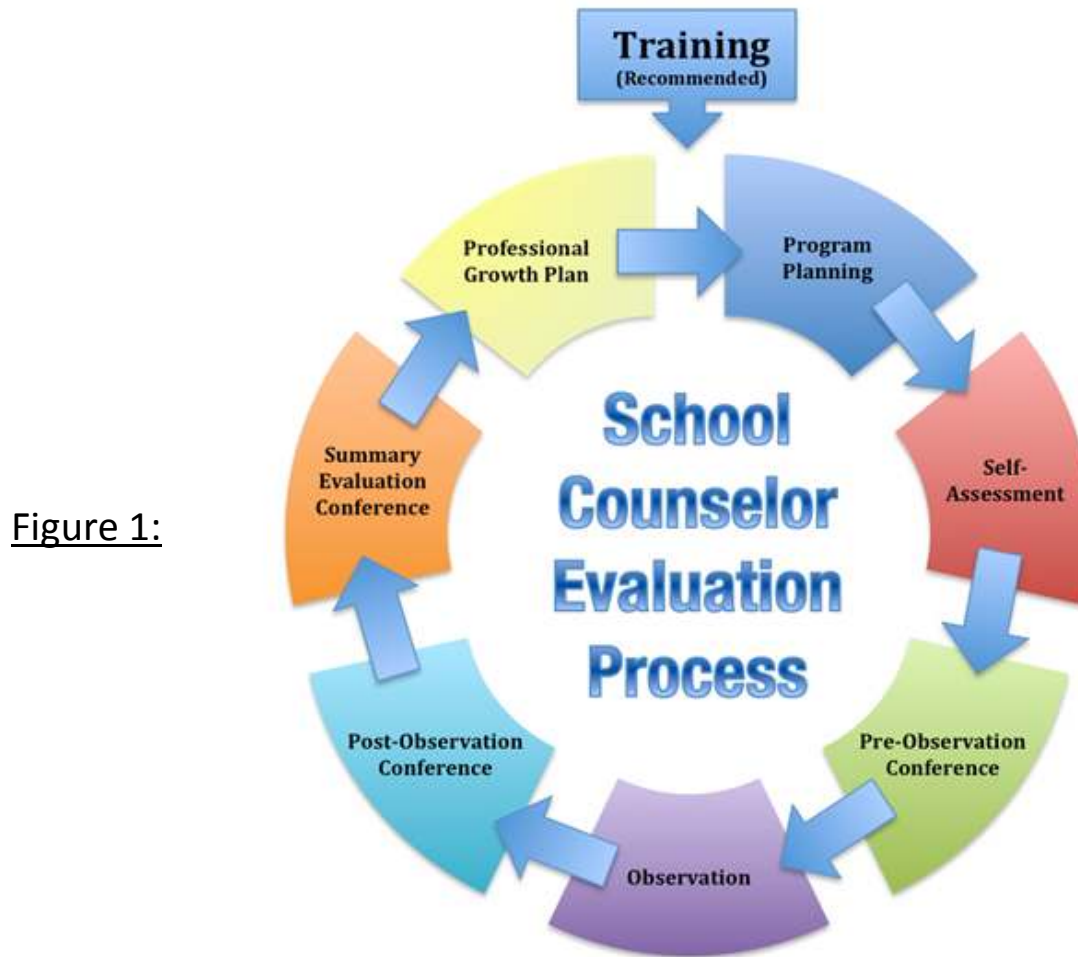 Training
(Recommended)
Program
Planning
Self-
Assessment
Pre-Observation
Conference
Observation
Post-Observation
Conference
Summary
Evaluation
Conference
Professional
Growth Plan
School
Counselor
Evaluation
Process
Figure 1: